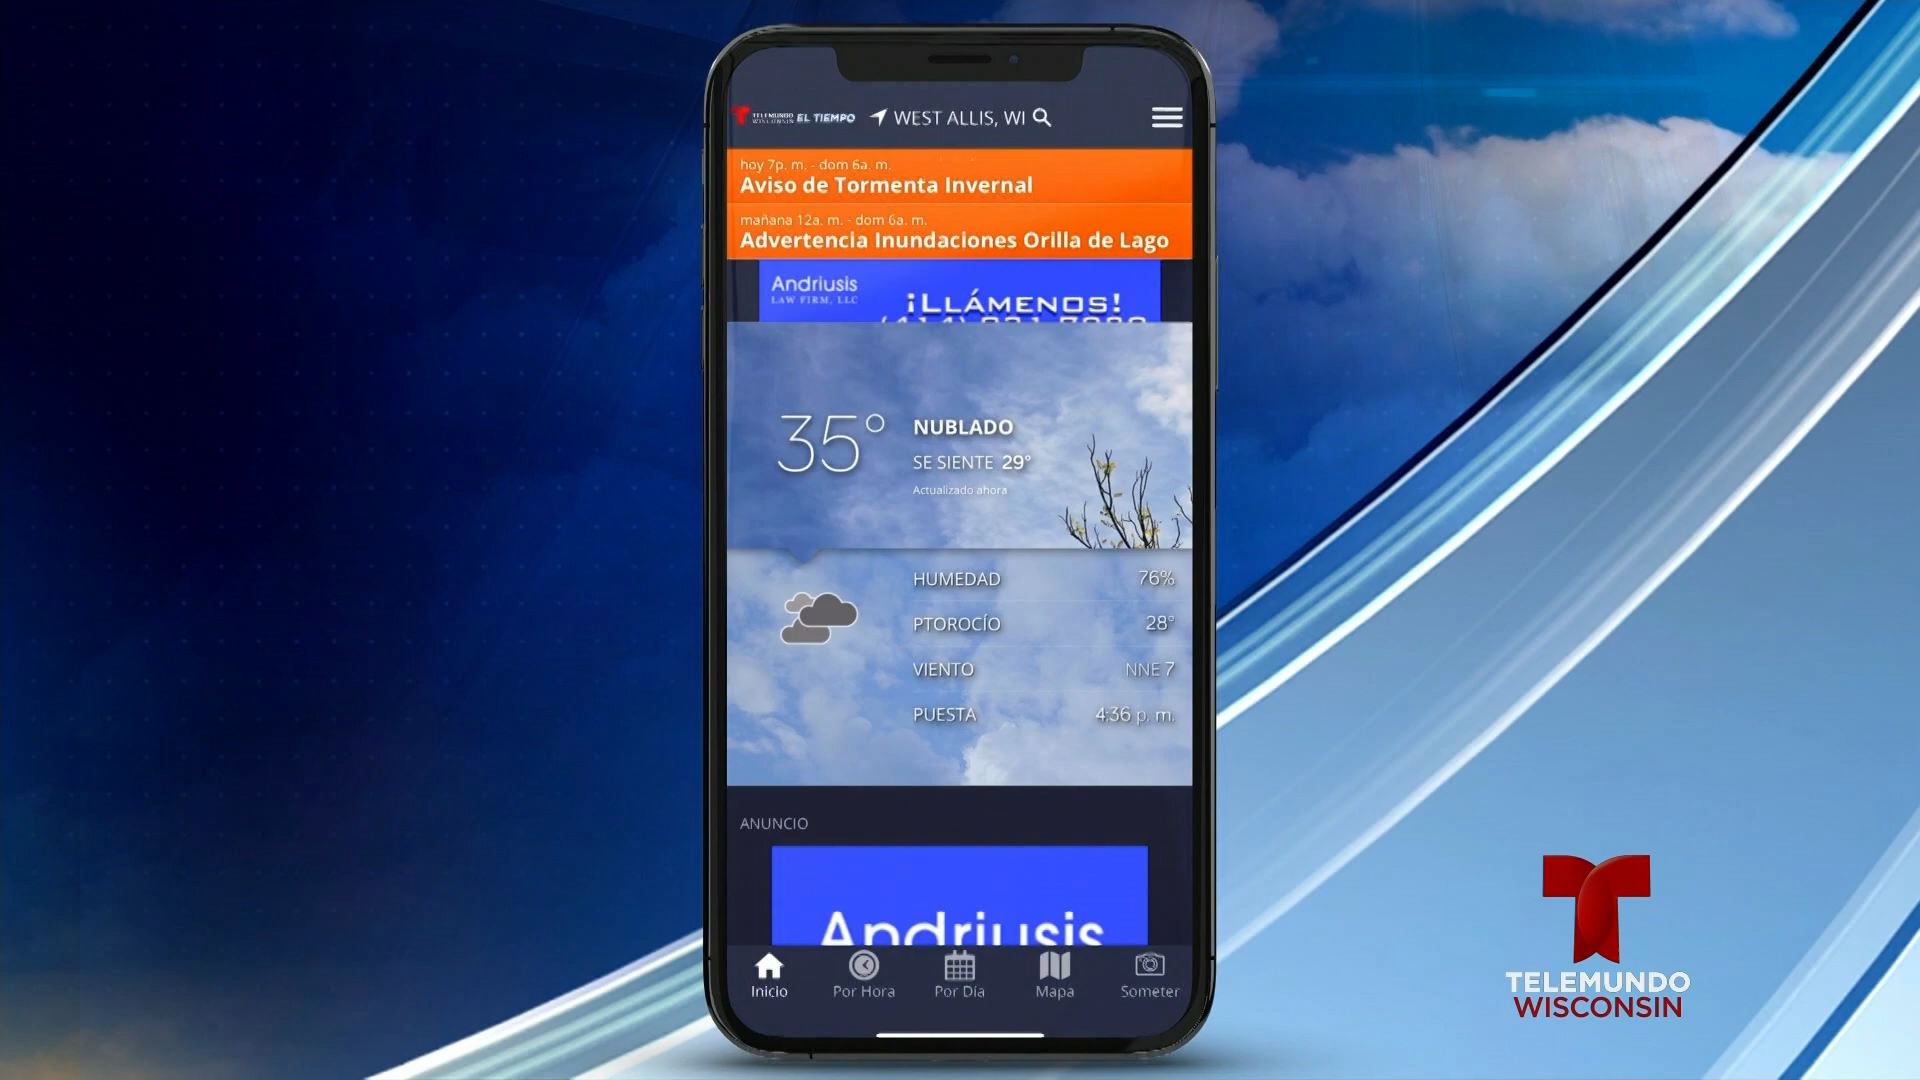 TELEMUNDO
WISCONSIN EL TIEMPO
WEST ALLIS, WI
hoy 7p. m. - dom 6a. m.
Aviso de Tormenta Invernal
mañana 12a. m. - dom 6a. m.
Advertencia Inundaciones Orilla de Lago
Andriusis
LAW FIRM, LLC
¡LLÁMENOS!
35°
NUBLADO
SE SIENTE 29°
Actualizado ahora
HUMEDAD 76%
PTOROCÍO 28°
VIENTO NNE 7
PUESTA 4:36 p. m.
ANUNCIO
Andriusis
Inicio Por Hora Por Día Mapa Someter
TELEMUNDO
WISCONSIN